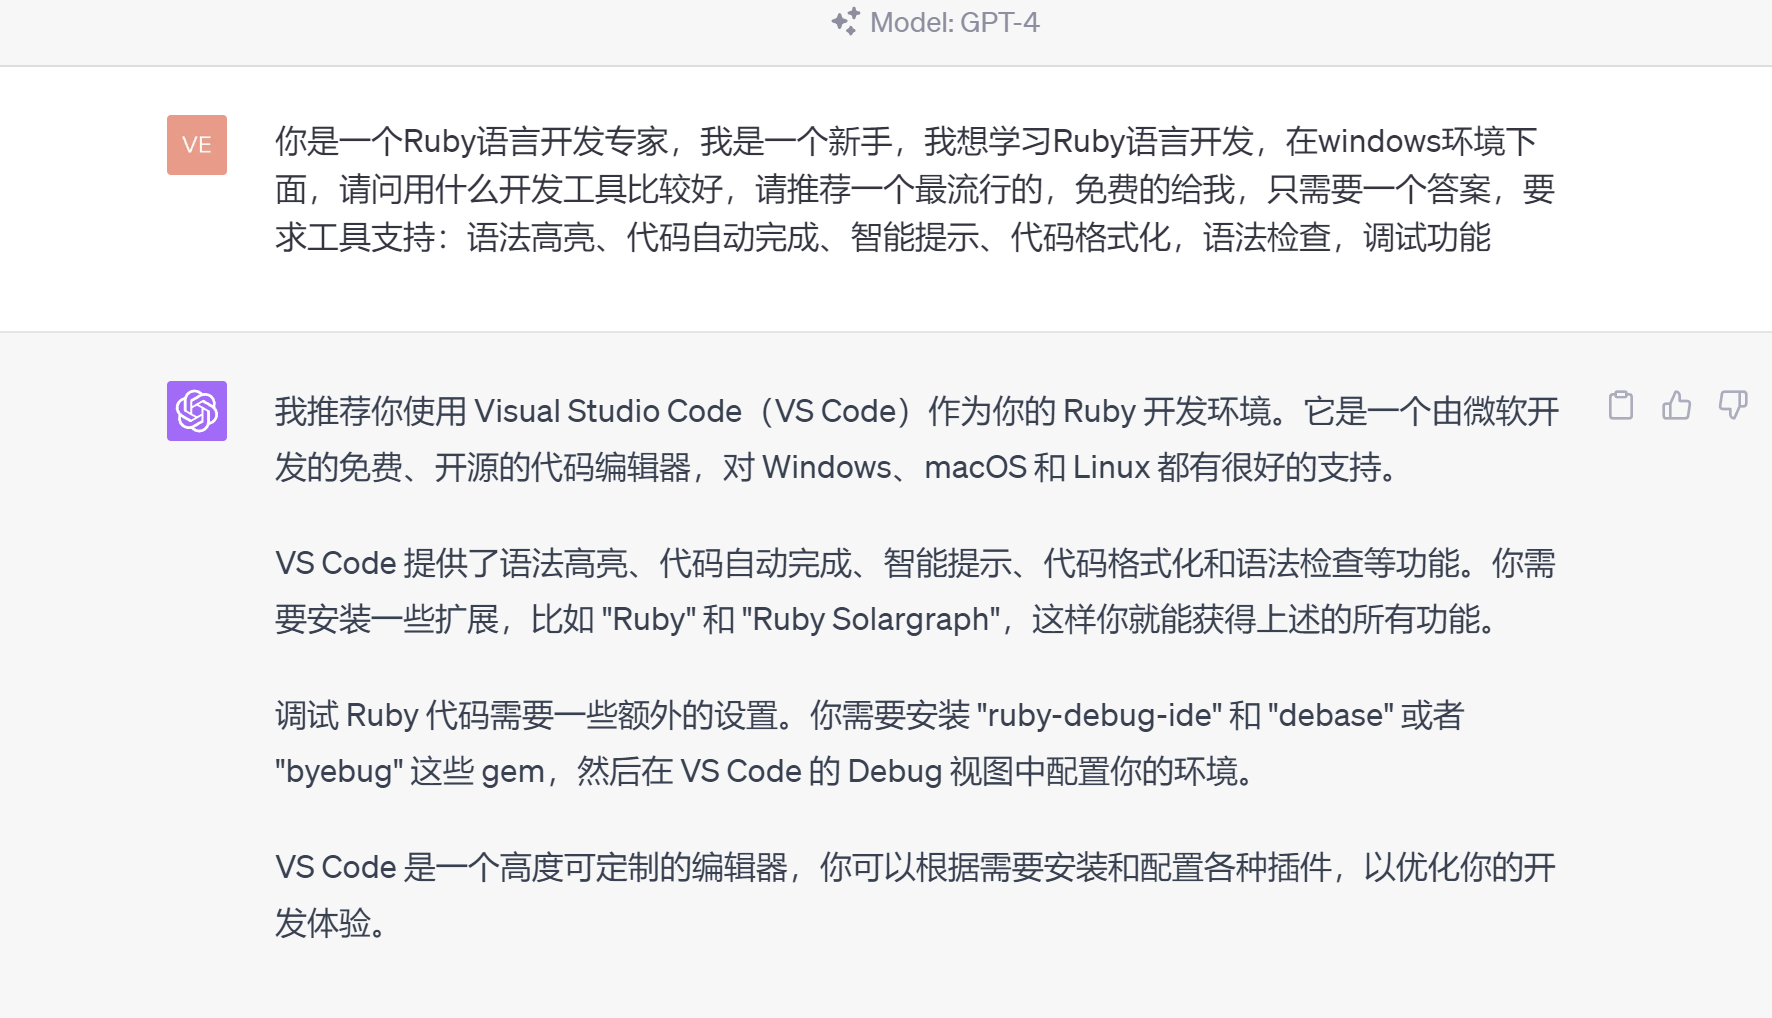 Model: GPT-4
VE
你是一个Ruby语言开发专家，我是一个新手，我想学习Ruby语言开发，在windows环境下
面，请问用什么开发工具比较好，请推荐一个最流行的，免费的给我，只需要一个答案，要
求工具支持：语法高亮、代码自动完成、智能提示、代码格式化，语法检查，调试功能
我推荐你使用 Visual Studio Code（VS Code）作为你的 Ruby 开发环境。它是一个由微软开
发的免费、开源的代码编辑器，对 Windows、macOS 和 Linux 都有很好的支持。
VS Code 提供了语法高亮、代码自动完成、智能提示、代码格式化和语法检查等功能。你需
要安装一些扩展，比如 "Ruby" 和 "Ruby Solargraph"，这样你就能获得上述的所有功能。
调试 Ruby 代码需要一些额外的设置。你需要安装 "ruby-debug-ide" 和 "debase" 或者
"byebug" 这些 gem，然后在 VS Code 的 Debug 视图中配置你的环境。
VS Code 是一个高度可定制的编辑器，你可以根据需要安装和配置各种插件，以优化你的开
发体验。